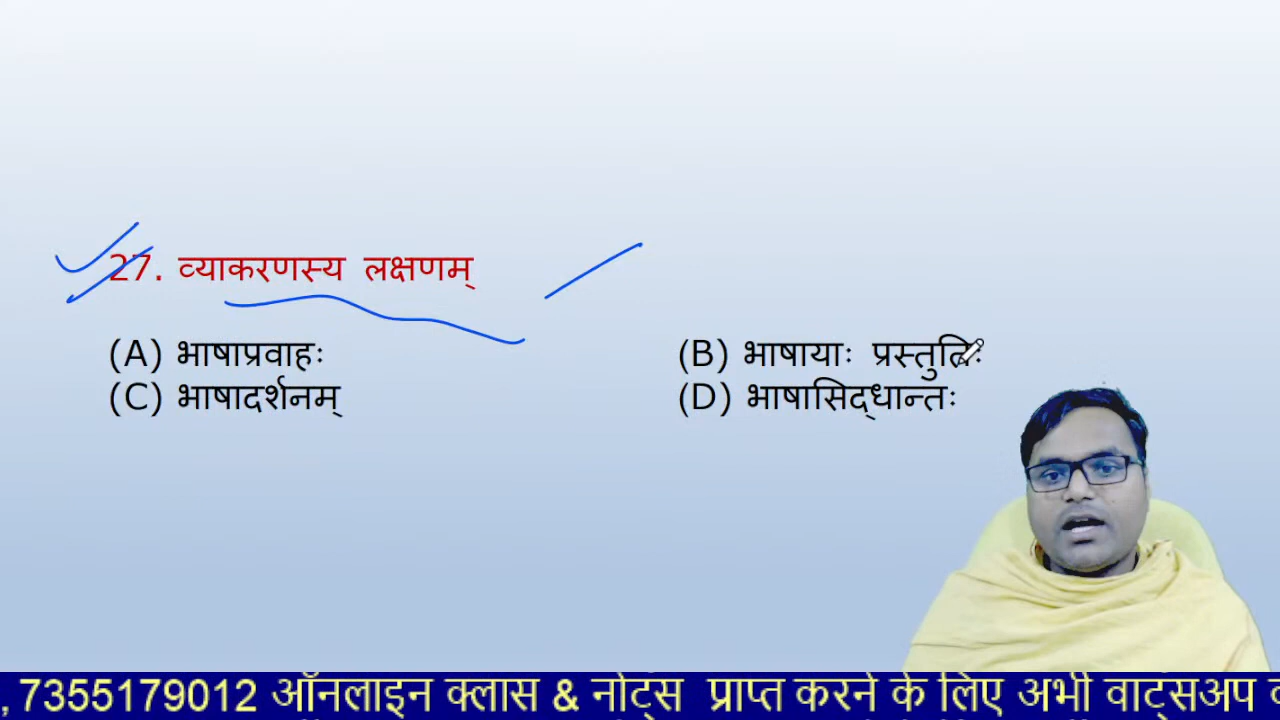 27. व्याकरणस्य लक्षणम्
(A) भाषाप्रवाहः (B) भाषायाः प्रस्तुतिः
(C) भाषादर्शनम् (D) भाषासिद्धान्तः
, 7355179012 ऑनलाइन क्लास & नोट्स प्राप्त करने के लिए अभी वाट्सअप